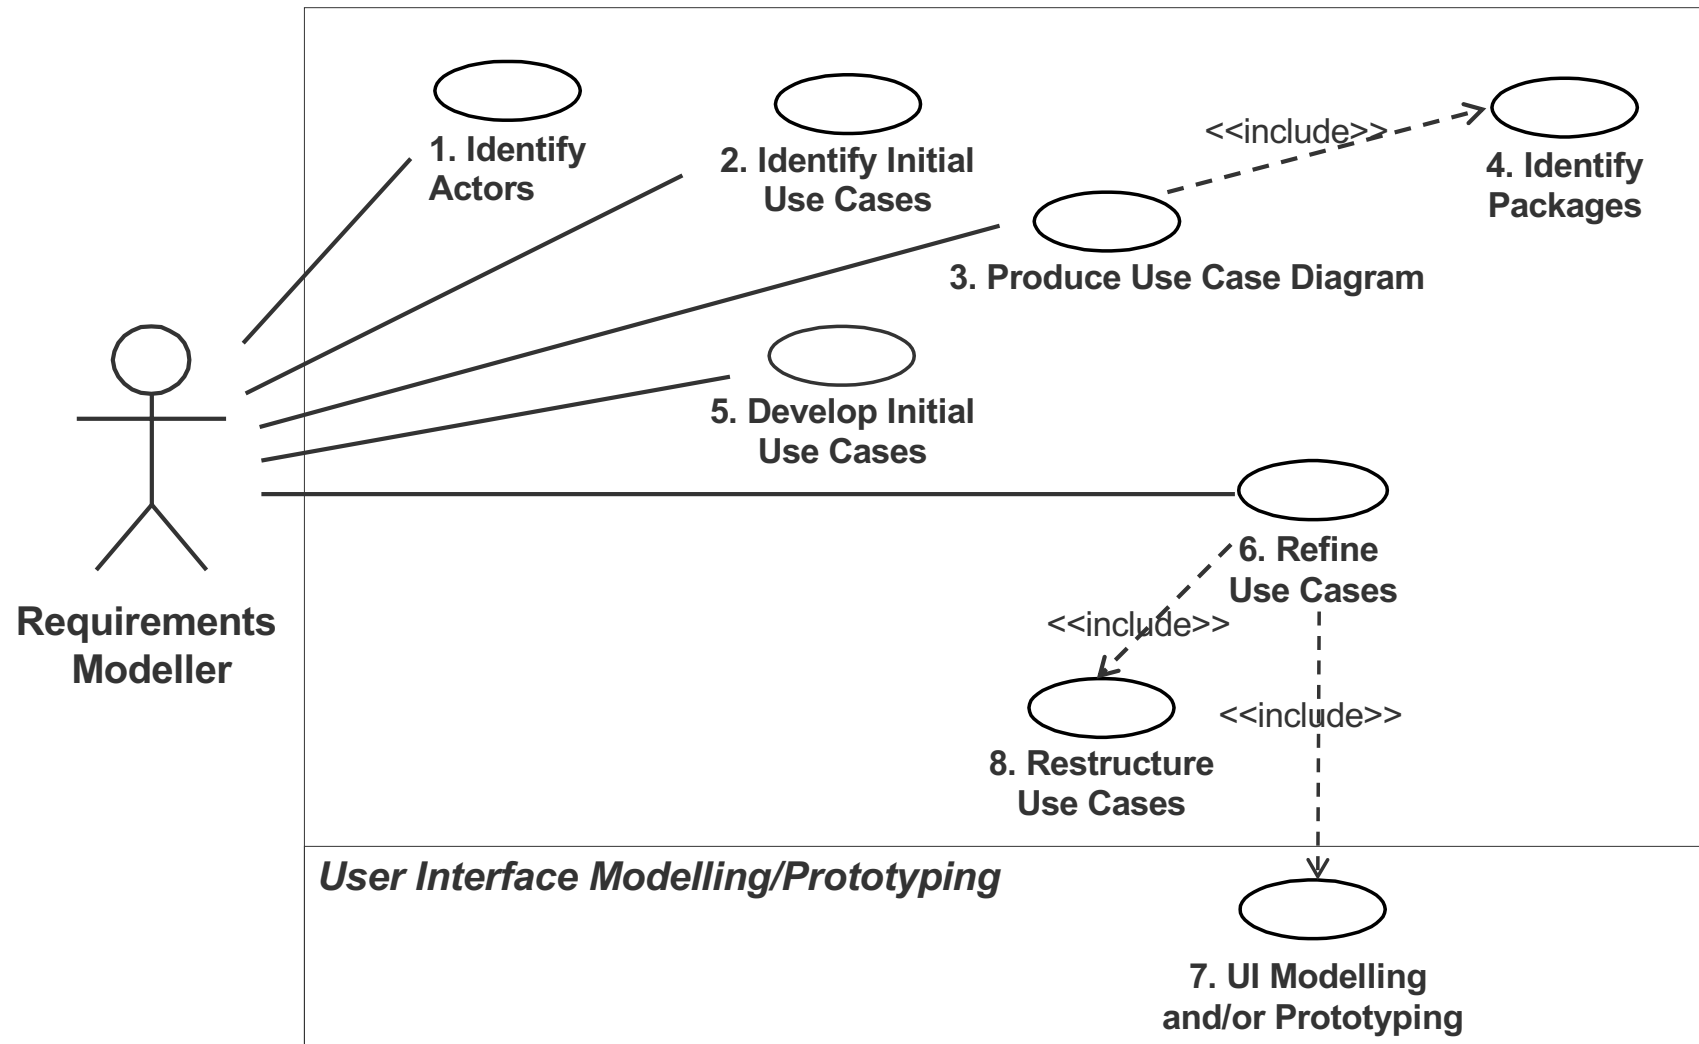 1. Identify
Actors
2. Identify Initial
Use Cases
<<include>>
4. Identify
Packages
3. Produce Use Case Diagram
5. Develop Initial
Use Cases
6. Refine
Use Cases
Requirements
Modeller
<<include>>
<<include>>
8. Restructure
Use Cases
User Interface Modelling/Prototyping
7. UI Modelling
and/or Prototyping